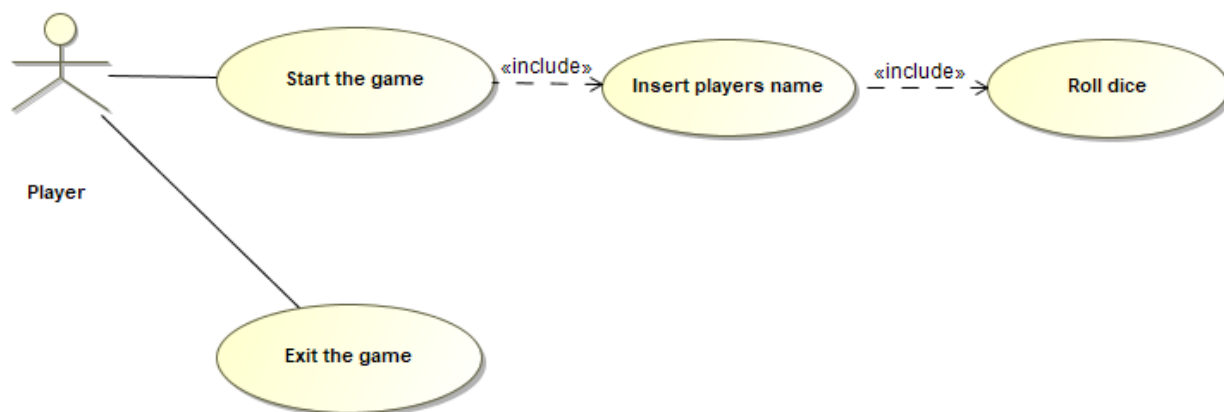 Start the game
«include»
Insert players name
«include»
Roll dice
Player
Exit the game